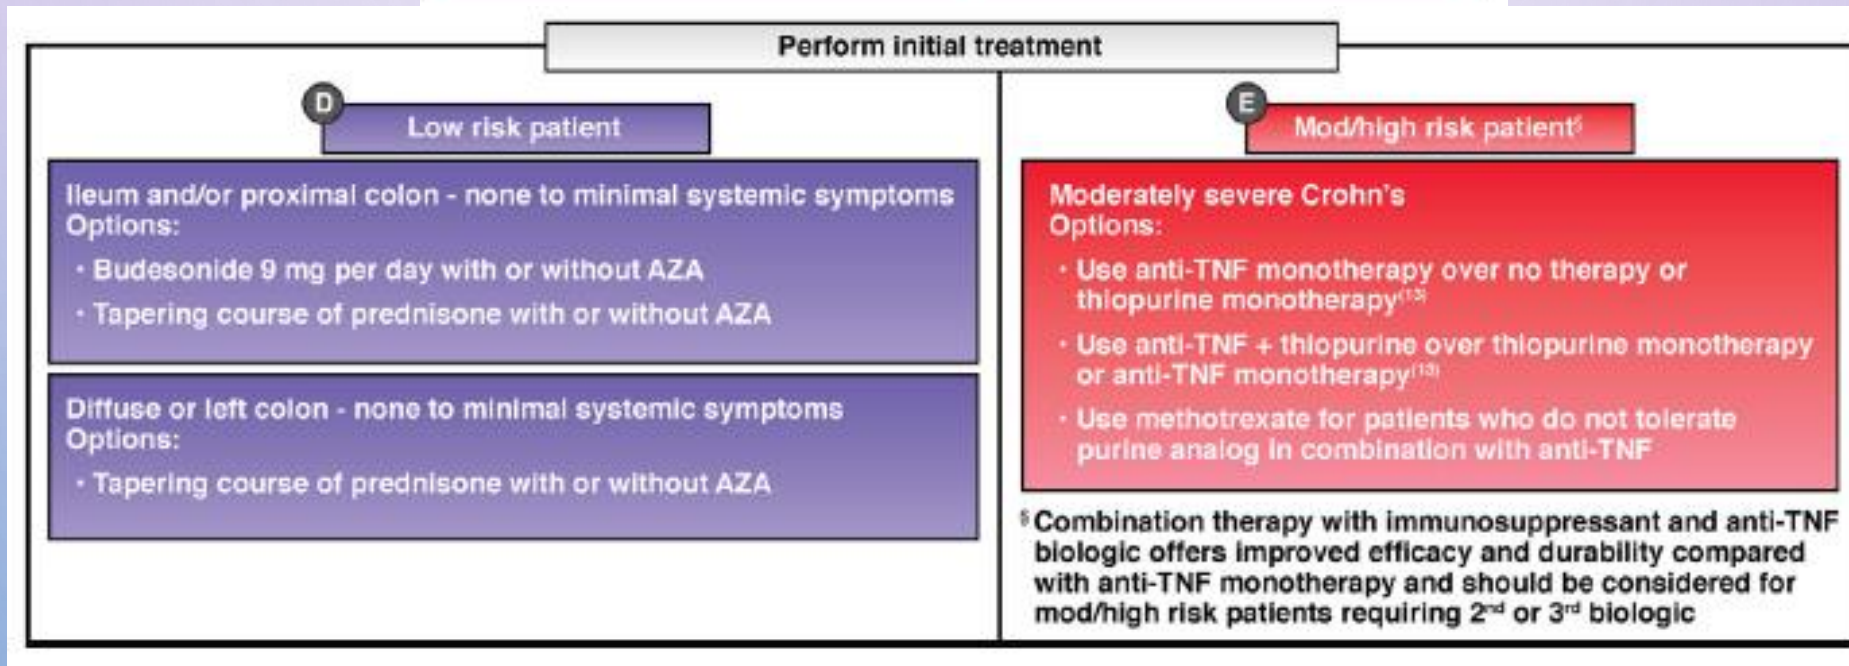 Perform initial treatment
D
Low risk patient
Ileum and/or proximal colon - none to minimal systemic symptoms
Options:
• Budesonide 9 mg per day with or without AZA
• Tapering course of prednisone with or without AZA
Diffuse or left colon - none to minimal systemic symptoms
Options:
• Tapering course of prednisone with or without AZA
E
Mod/high risk patient§
Moderately severe Crohn's
Options:
• Use anti-TNF monotherapy over no therapy or
thiopurine monotherapy(13)
• Use anti-TNF + thiopurine over thiopurine monotherapy
or anti-TNF monotherapy(13)
• Use methotrexate for patients who do not tolerate
purine analog in combination with anti-TNF
§ Combination therapy with immunosuppressant and anti-TNF
biologic offers improved efficacy and durability compared
with anti-TNF monotherapy and should be considered for
mod/high risk patients requiring 2nd or 3rd biologic